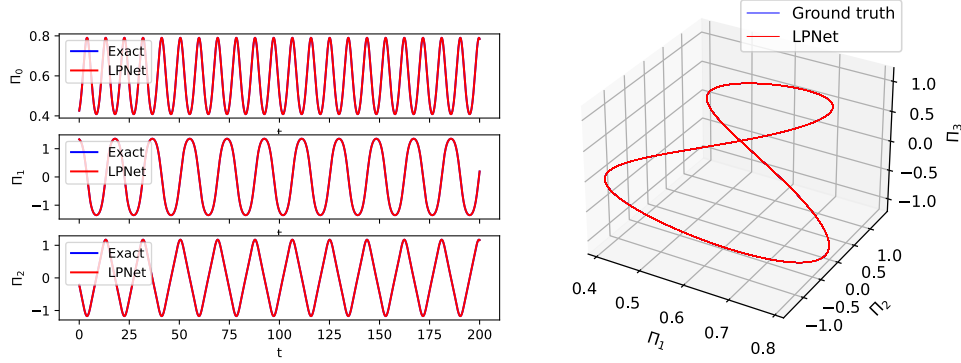 0.8
0.6
0.4
Π0
Exact
LPNet
t
1
0
−1
Π1
Exact
LPNet
t
1
0
−1
Π2
Exact
LPNet
0 25 50 75 100 125 150 175 200
t
Ground truth
LPNet
1.0
0.5
0.0
−0.5
−1.0
Π3
0.4 0.5 0.6 0.7 0.8
Π1
−1.0 −0.5 0.0 0.5 1.0
Π2